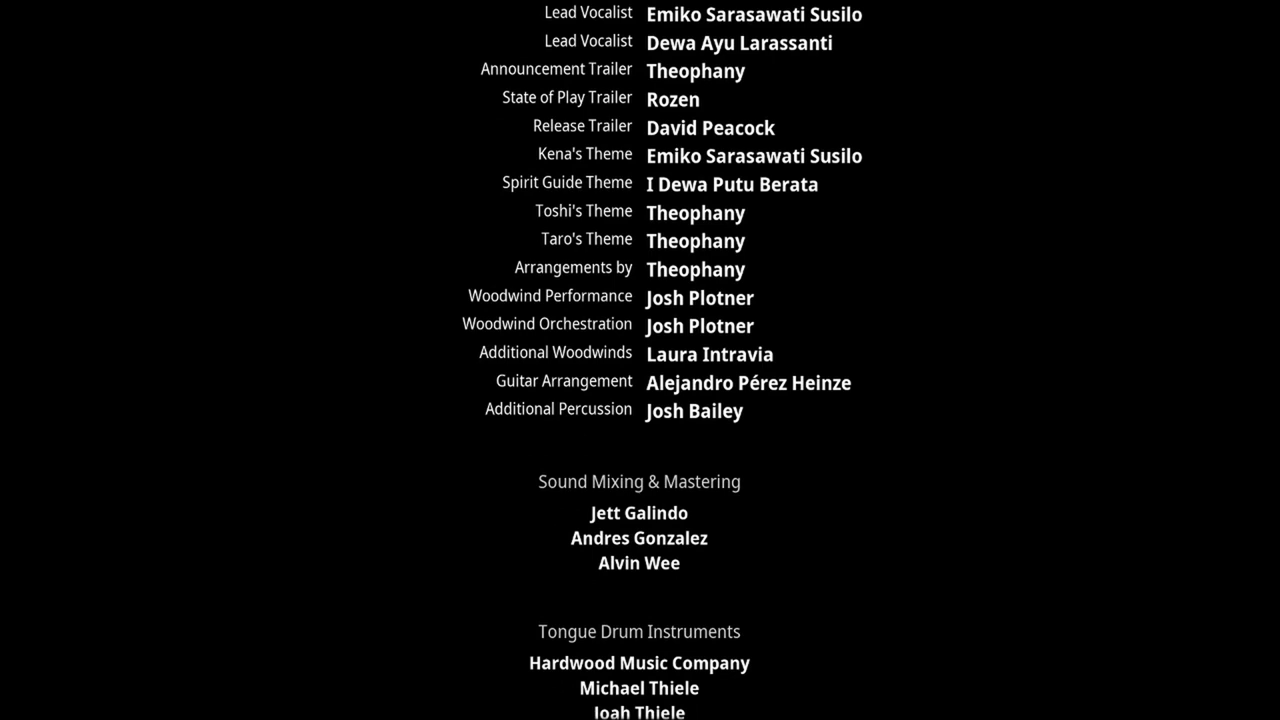 Lead Vocalist Emiko Sarasawati Susilo
Lead Vocalist Dewa Ayu Larassanti
Announcement Trailer Theophany
State of Play Trailer Rozen
Release Trailer David Peacock
Kena's Theme Emiko Sarasawati Susilo
Spirit Guide Theme I Dewa Putu Berata
Toshi's Theme Theophany
Taro's Theme Theophany
Arrangements by Theophany
Woodwind Performance Josh Plotner
Woodwind Orchestration Josh Plotner
Additional Woodwinds Laura Intravia
Guitar Arrangement Alejandro Pérez Heinze
Additional Percussion Josh Bailey
Sound Mixing & Mastering
Jett Galindo
Andres Gonzalez
Alvin Wee
Tongue Drum Instruments
Hardwood Music Company
Michael Thiele
Joah Thiele